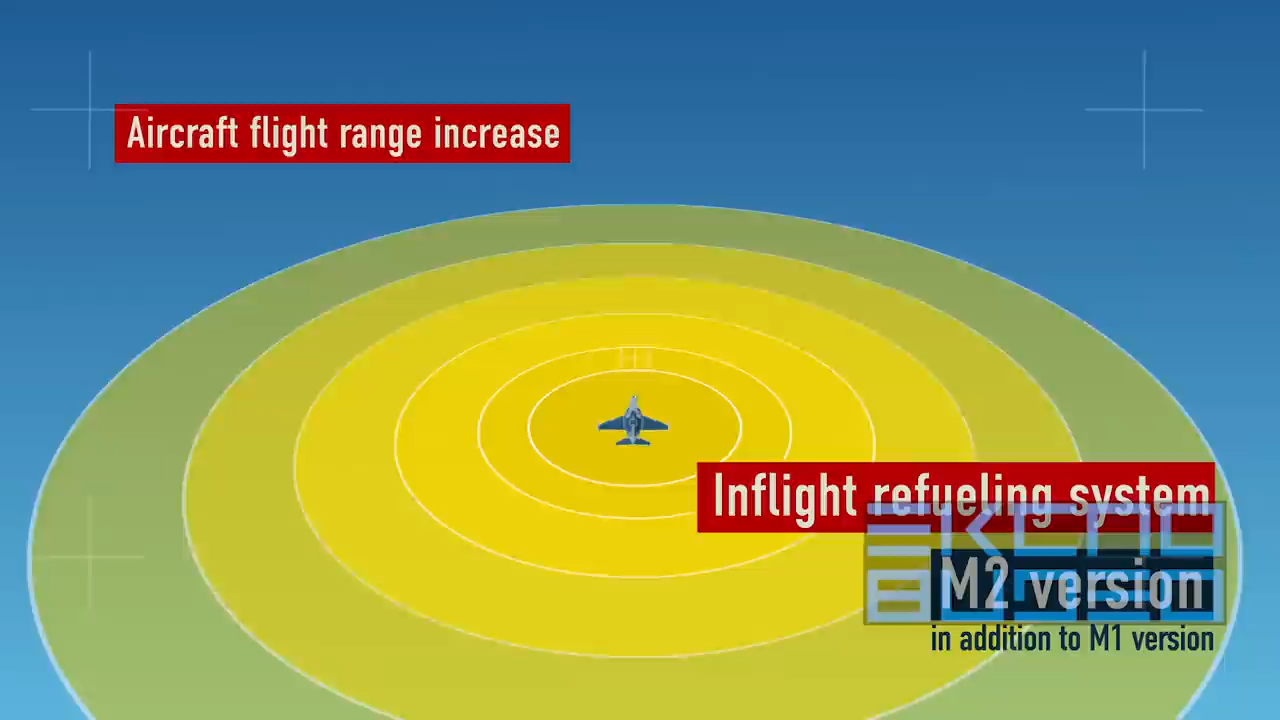 Aircraft flight range increase
Inflight refueling system
M2 version
in addition to M1 version